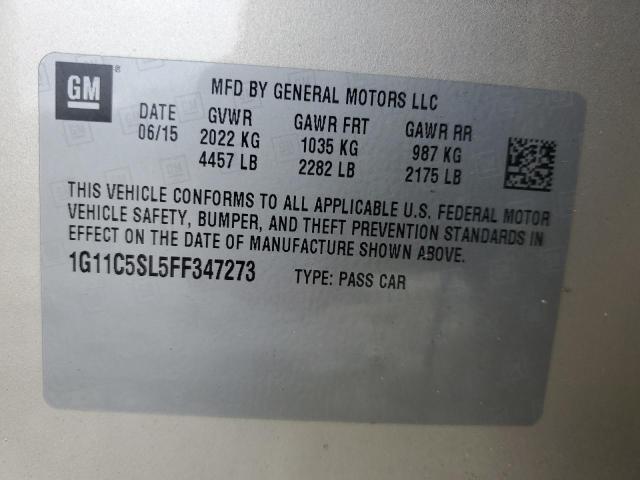 GM®
MFD BY GENERAL MOTORS LLC
DATE GVWR GAWR FRT GAWR RR
06/15 2022 KG 1035 KG 987 KG
4457 LB 2282 LB 2175 LB
THIS VEHICLE CONFORMS TO ALL APPLICABLE U.S. FEDERAL MOTOR
VEHICLE SAFETY, BUMPER, AND THEFT PREVENTION STANDARDS IN
EFFECT ON THE DATE OF MANUFACTURE SHOWN ABOVE.
1G11C5SL5FF347273 TYPE: PASS CAR